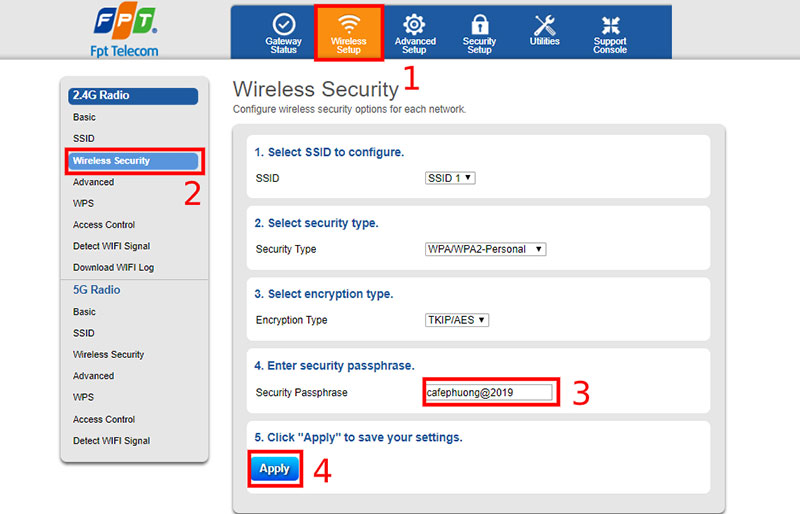 FPT
Fpt Telecom
Gateway Status
Wireless Setup
Advanced Setup
Security Setup
Utilities
Support Console
1
2.4G Radio
Basic
SSID
Wireless Security
2
Advanced
WPS
Access Control
Detect WIFI Signal
Download WIFI Log
5G Radio
Basic
SSID
Wireless Security
Advanced
WPS
Access Control
Detect WIFI Signal
Wireless Security
Configure wireless security options for each network.
1. Select SSID to configure.
SSID SSID 1
2. Select security type.
Security Type WPA/WPA2-Personal
3. Select encryption type.
Encryption Type TKIP/AES
4. Enter security passphrase.
Security Passphrase cafephuong@2019 3
5. Click "Apply" to save your settings.
Apply 4